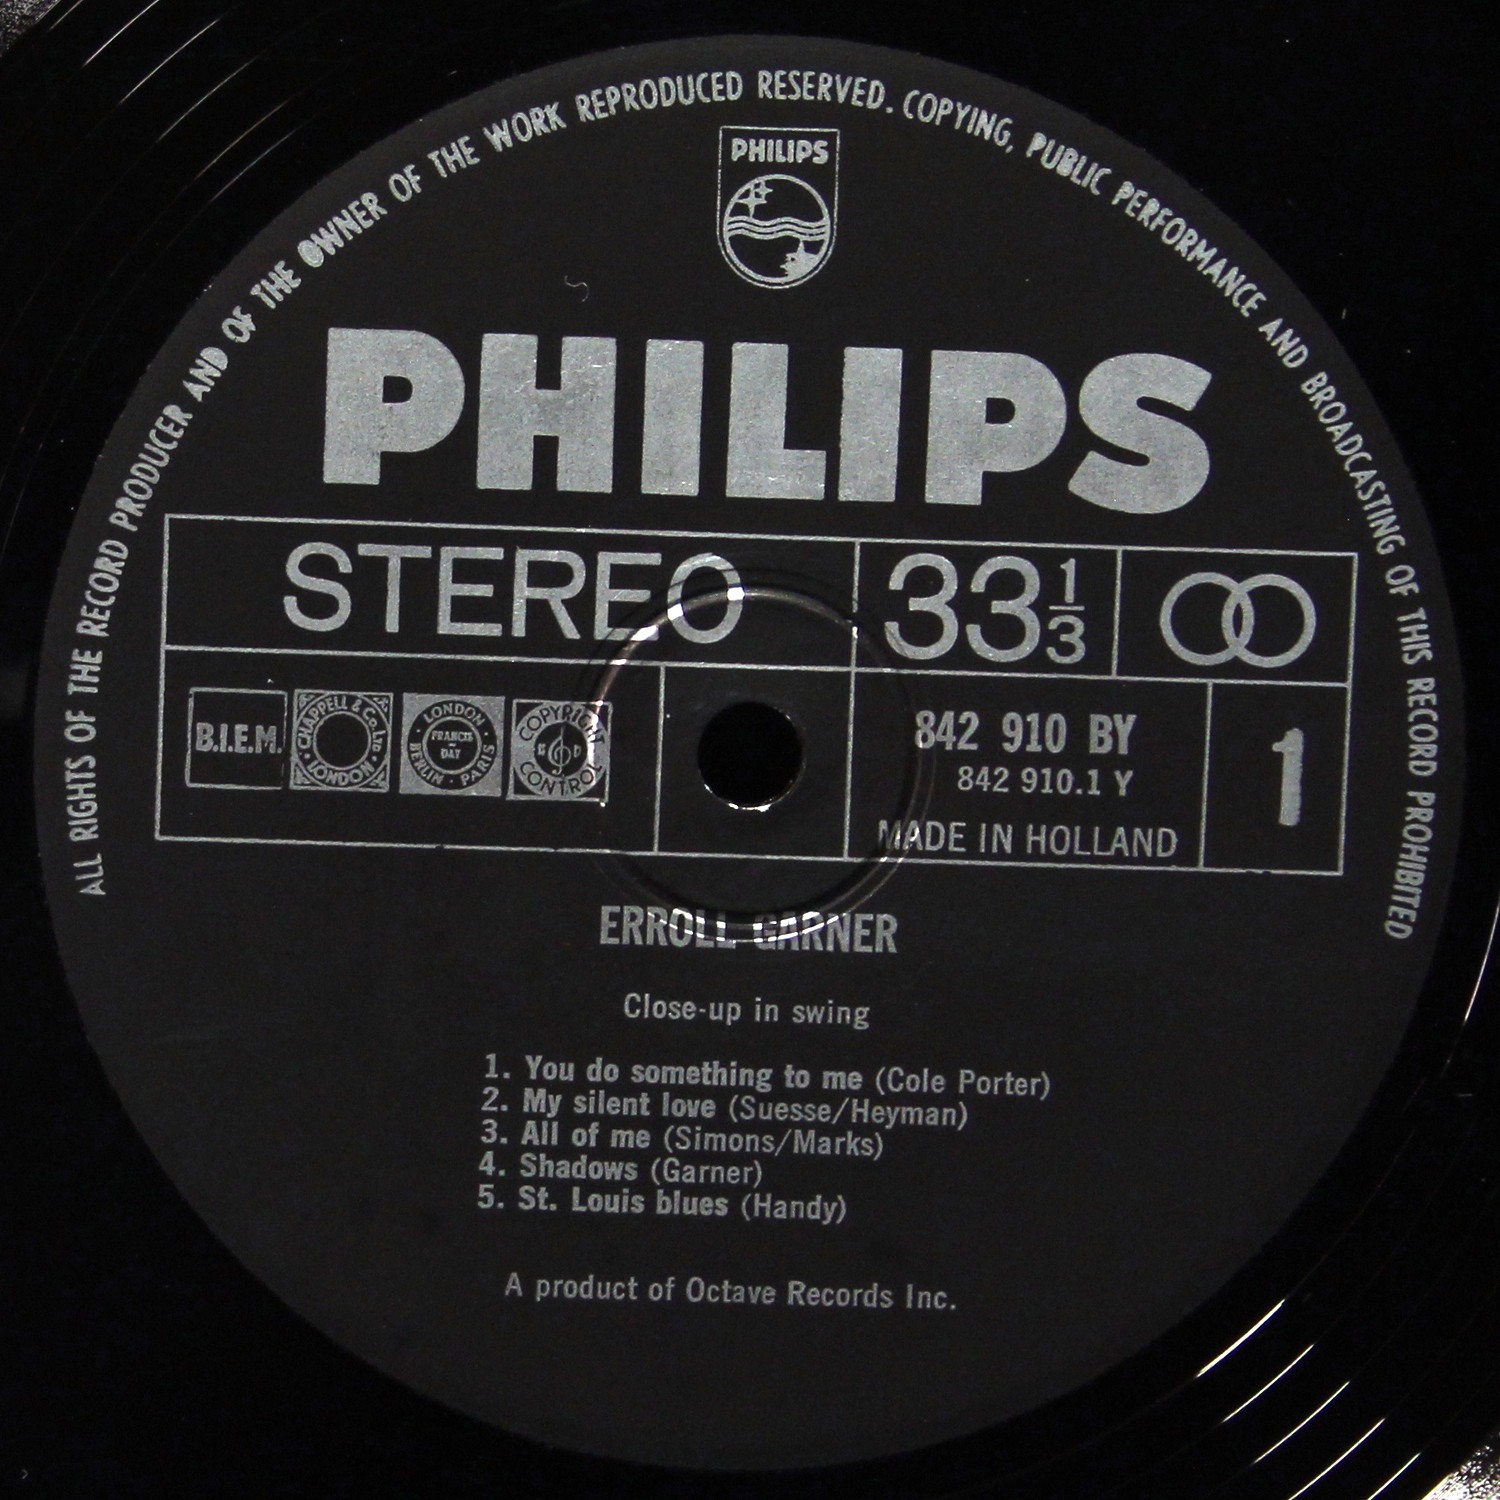 ALL RIGHTS OF THE RECORD PRODUCER AND OF THE OWNER OF THE WORK REPRODUCED RESERVED. COPYING, PUBLIC PERFORMANCE AND BROADCASTING OF THIS RECORD PROHIBITED
PHILIPS
PHILIPS
STEREO
33 1/3
B.I.E.M.
CHAPPELL & Co. Ltd.
LONDON
LONDON
FRANCIS
DAY
BERLIN · PARIS
COPYRIGHT
CONTROL
842 910 BY
842 910.1 Y
MADE IN HOLLAND
1
ERROLL GARNER
Close-up in swing
1. You do something to me (Cole Porter)
2. My silent love (Suesse/Heyman)
3. All of me (Simons/Marks)
4. Shadows (Garner)
5. St. Louis blues (Handy)
A product of Octave Records Inc.